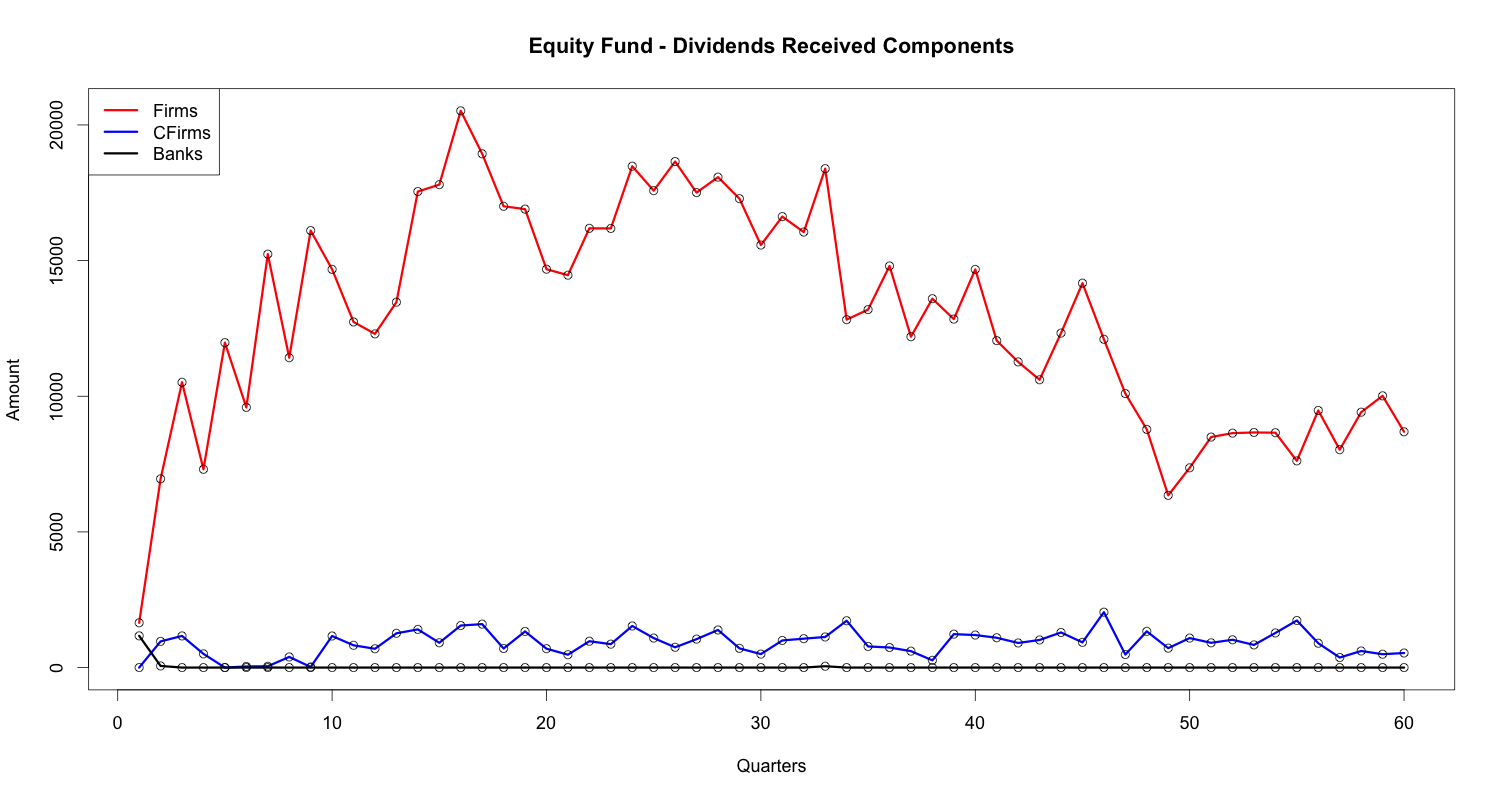 Equity Fund - Dividends Received Components
Firms
CFirms
Banks
Amount
20000
15000
10000
5000
0
0 10 20 30 40 50 60
Quarters